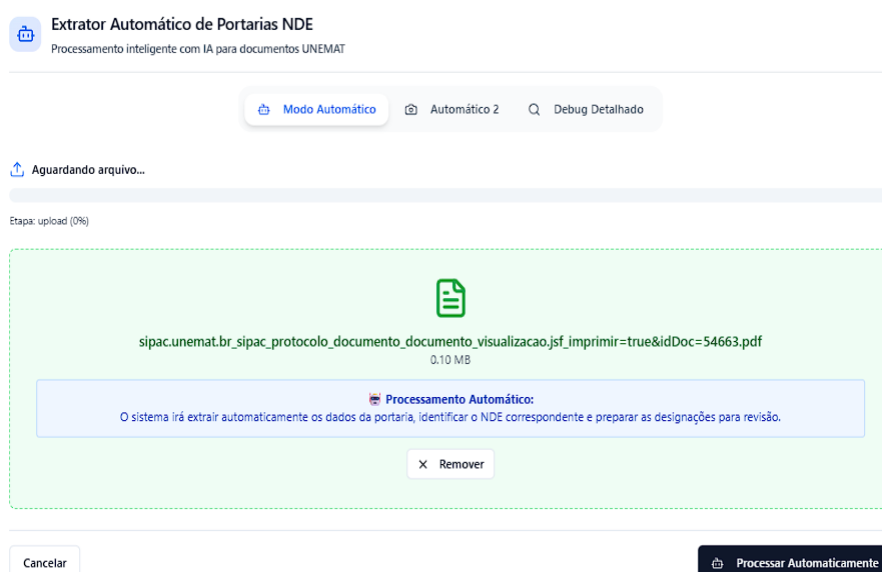 Extrator Automático de Portarias NDE
Processamento inteligente com IA para documentos UNEMAT
Modo Automático
Automático 2
Debug Detalhado
Aguardando arquivo...
Etapa: upload (0%)
sipac.unemat.br_sipac_protocolo_documento_documento_visualizacao.jsf_imprimir=true&idDoc=54663.pdf
0.10 MB
Processamento Automático:
O sistema irá extrair automaticamente os dados da portaria, identificar o NDE correspondente e preparar as designações para revisão.
Remover
Cancelar
Processar Automaticamente